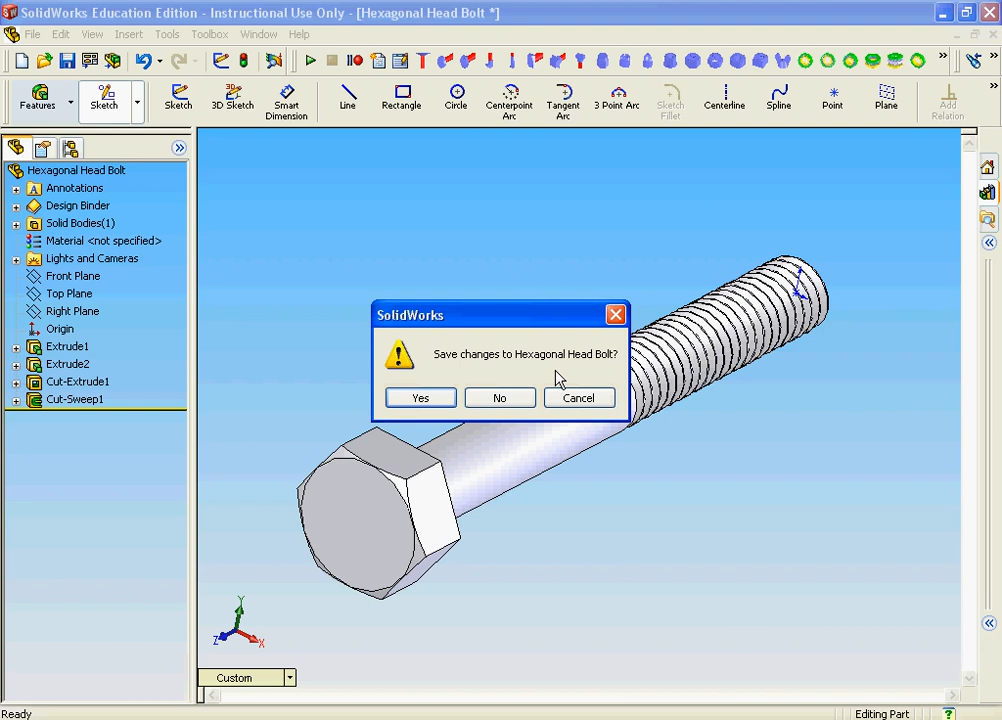 SolidWorks Education Edition - Instructional Use Only - [Hexagonal Head Bolt *]
File Edit View Insert Tools Toolbox Window Help
Features Sketch Sketch 3D Sketch Smart Dimension Line Rectangle Circle Centerpoint Arc Tangent Arc 3 Point Arc Sketch Fillet Centerline Spline Point Plane Add Relation
Hexagonal Head Bolt
A Annotations
Design Binder
Solid Bodies(1)
Material <not specified>
Lights and Cameras
Front Plane
Top Plane
Right Plane
Origin
Extrude1
Extrude2
Cut-Extrude1
Cut-Sweep1
SolidWorks
Save changes to Hexagonal Head Bolt?
Yes No Cancel
Y
Z X
Custom
Ready Editing Part ?